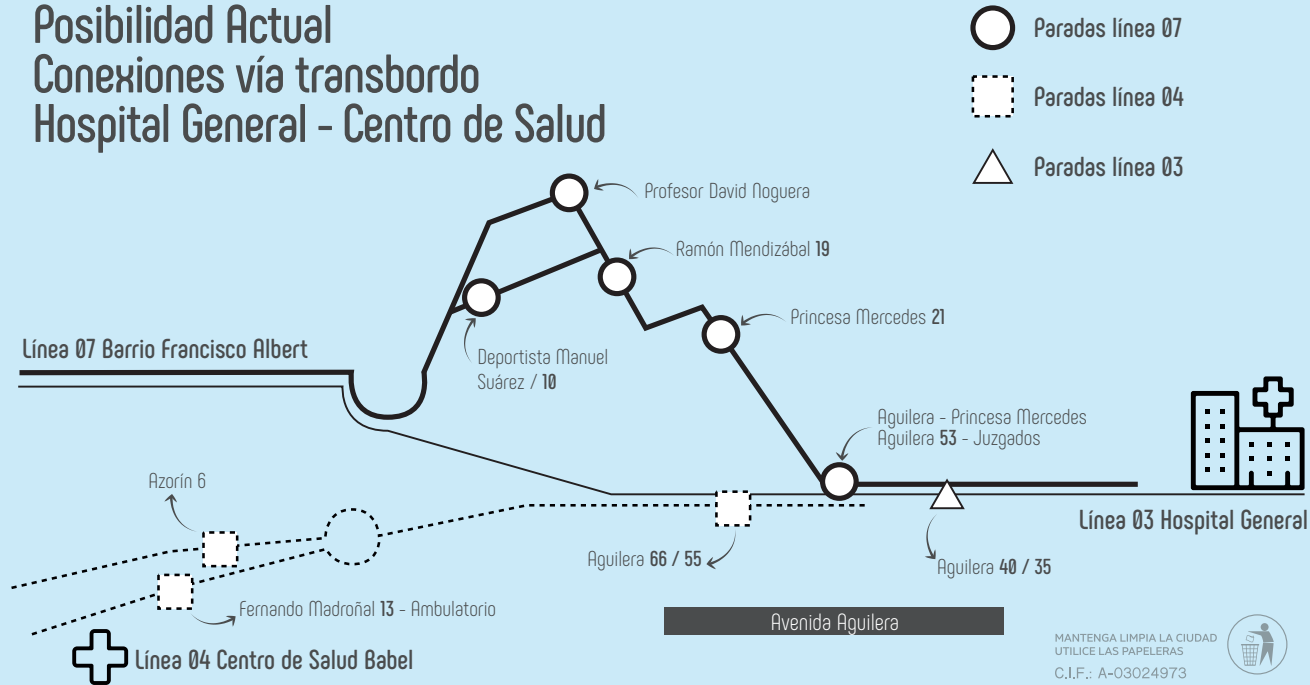 Posibilidad Actual
Conexiones vía transbordo
Hospital General - Centro de Salud
Paradas línea 07
Paradas línea 04
Paradas línea 03
Profesor David Noguera
Ramón Mendizábal 19
Princesa Mercedes 21
Línea 07 Barrio Francisco Albert
Deportista Manuel
Suárez / 10
Aguilera - Princesa Mercedes
Aguilera 53 - Juzgados
Azorín 6
Línea 03 Hospital General
Aguilera 66 / 55
Aguilera 40 / 35
Fernando Madroñal 13 - Ambulatorio
Avenida Aguilera
Línea 04 Centro de Salud Babel
MANTENGA LIMPIA LA CIUDAD
UTILICE LAS PAPELERAS
C.I.F.: A-03024973